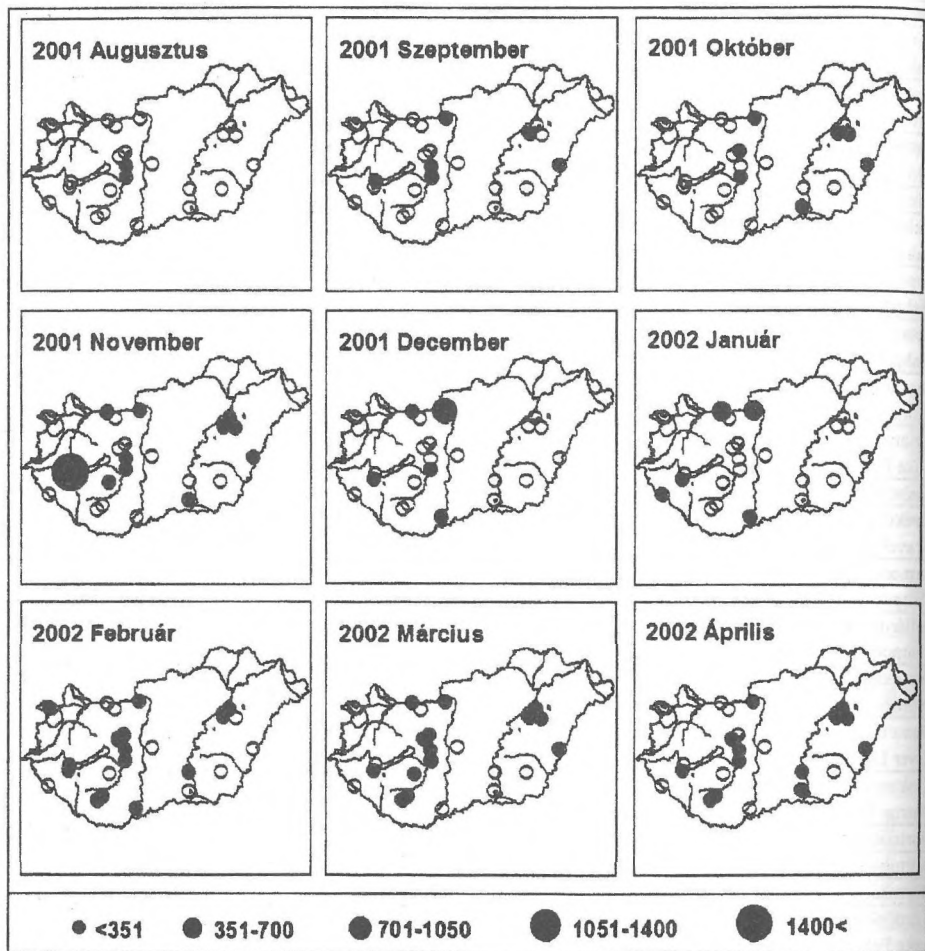 2001 Augusztus
2001 Szeptember
2001 Október
2001 November
2001 December
2002 Január
2002 Február
2002 Március
2002 Április
<351
351-700
701-1050
1051-1400
1400<